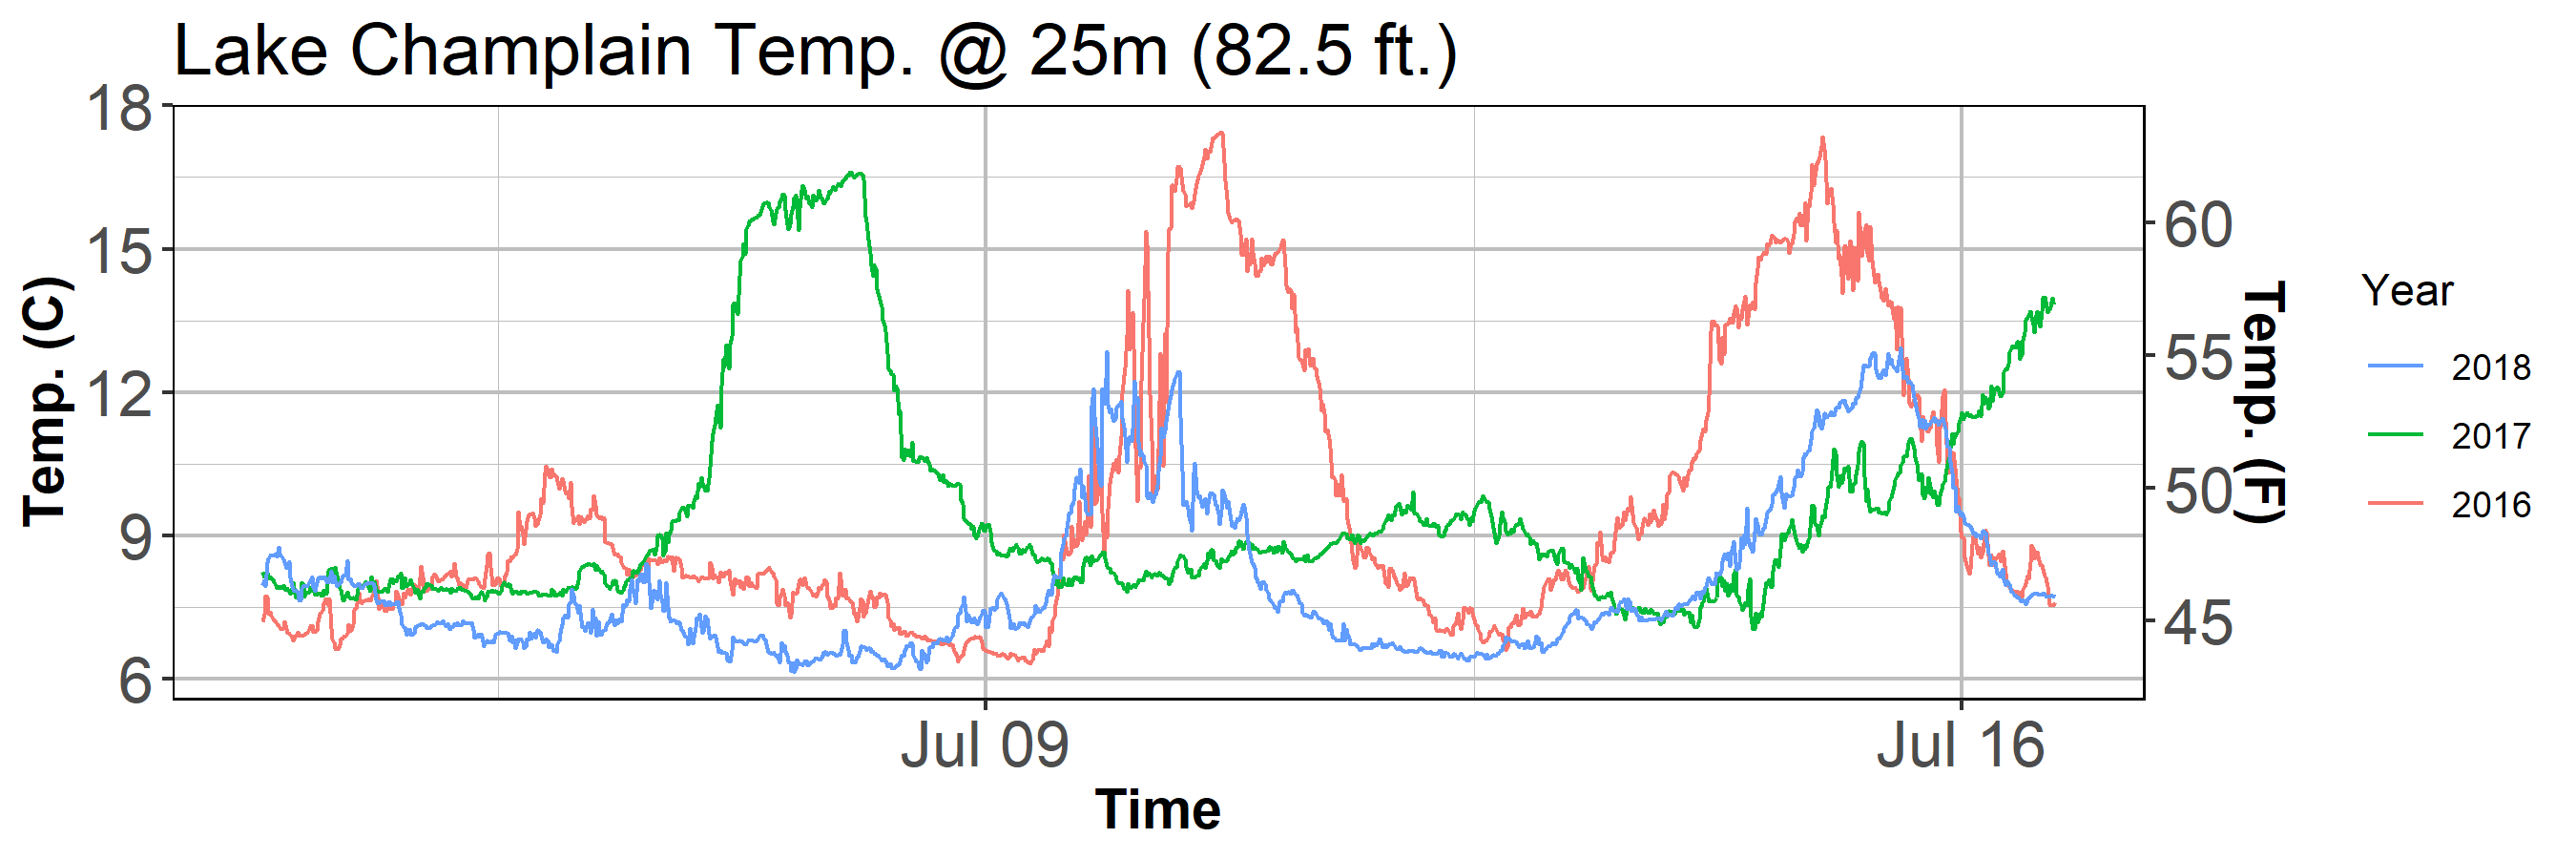 Lake Champlain Temp. @ 25m (82.5 ft.)
18
15
12
9
6
Temp. (C)
60
55
50
45
Temp. (F)
Jul 09
Jul 16
Time
Year
2018
2017
2016